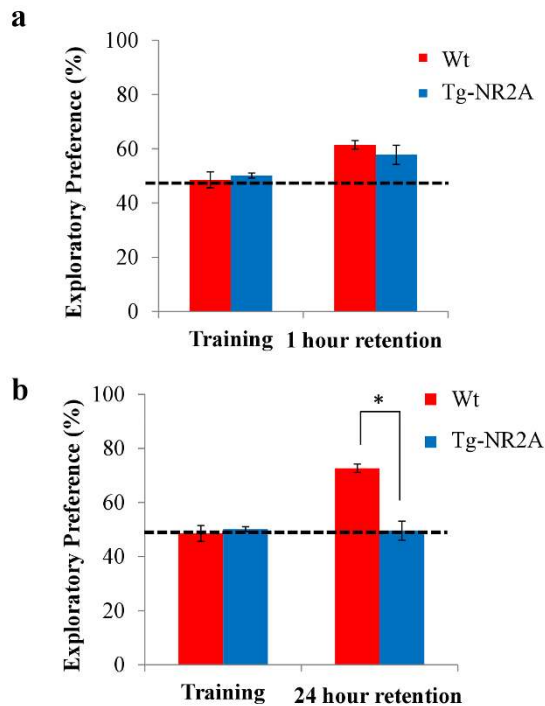 a
100
80
60
40
20
0
Exploratory Preference (%)
Wt
Tg-NR2A
Training 1 hour retention
b
100
80
60
40
20
0
Exploratory Preference (%)
Wt
Tg-NR2A
*
Training 24 hour retention